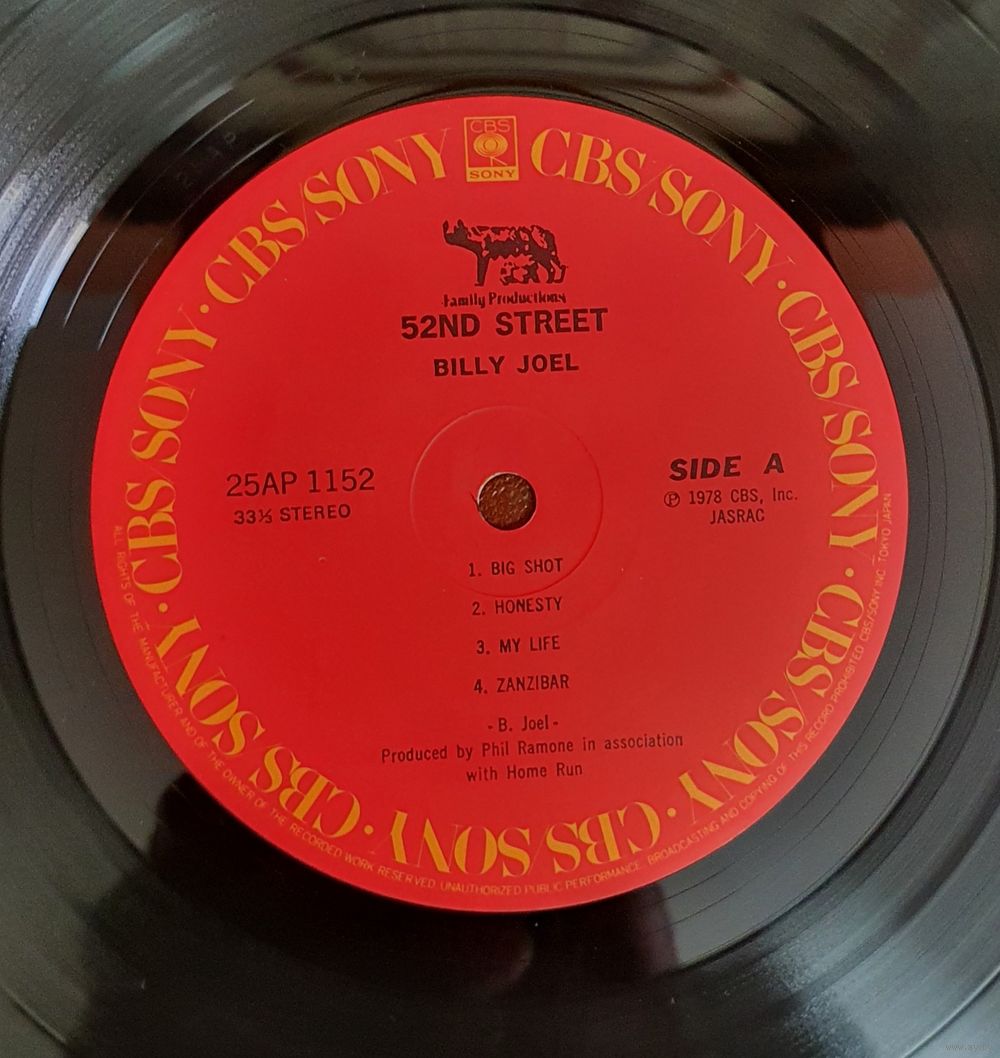 CBS
SONY
CBS/SONY · CBS/SONY · CBS/SONY · CBS/SONY · CBS/SONY · CBS/SONY · CBS/SONY · CBS/SONY
Family Productions
52ND STREET
BILLY JOEL
25AP 1152
33⅓ STEREO
SIDE A
Ⓟ 1978 CBS, Inc.
JASRAC
1. BIG SHOT
2. HONESTY
3. MY LIFE
4. ZANZIBAR
- B. Joel -
Produced by Phil Ramone in association
with Home Run
ALL RIGHTS OF THE MANUFACTURER AND OF THE OWNER OF THE RECORDED WORK RESERVED. UNAUTHORIZED PUBLIC PERFORMANCE. BROADCASTING AND COPYING OF THIS RECORD PROHIBITED CBS/SONY INC. TOKYO JAPAN